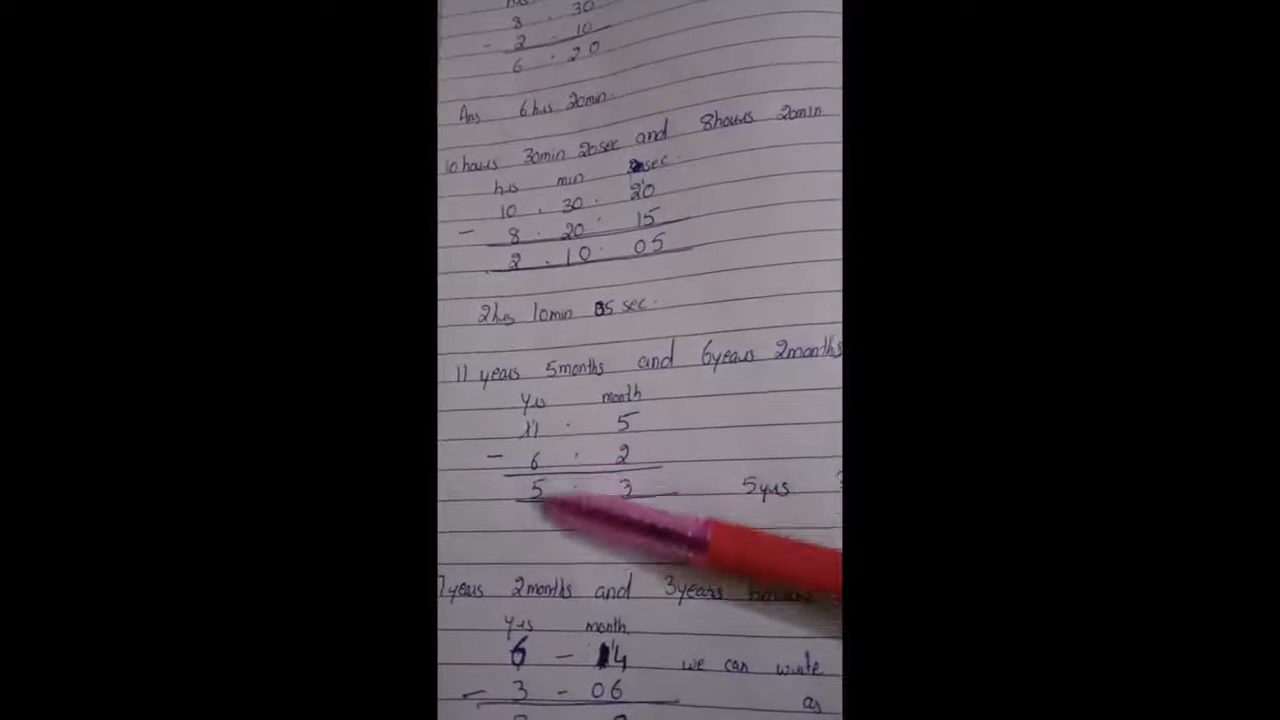 8 . 30
- 2 - 10
6 . 20
Ans 6 hrs 20min.
10 hours 30min 20sec and 8hours 20min
hrs min sec
10 . 30 . 20
- 8 . 20 . 15
2 . 10 . 05
2hrs 10min 05 sec.
11 years 5months and 6years 2months
yrs month
11 . 5
- 6 . 2
5 . 3 5yrs
7years 2months and 3years
yrs month
6 - 14 we can write
- 3 - 06 as